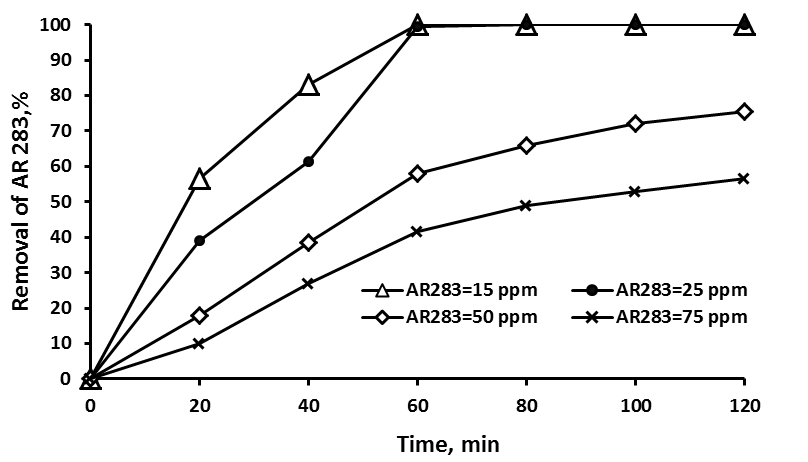 100
90
80
70
60
50
40
30
20
10
0
Removal of AR 283,%
AR283=15 ppm AR283=25 ppm
AR283=50 ppm AR283=75 ppm
0 20 40 60 80 100 120
Time, min